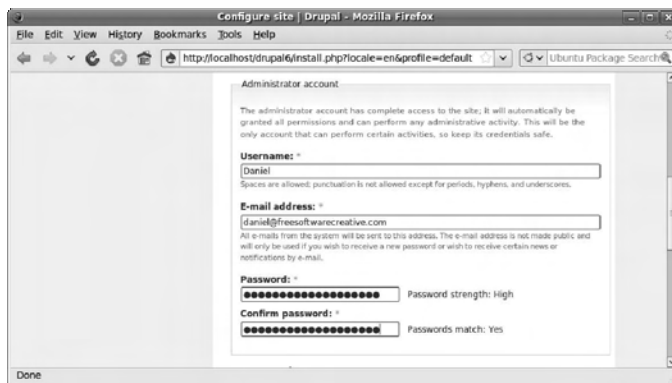 Configure site | Drupal - Mozilla Firefox
File Edit View History Bookmarks Tools Help
http://localhost/drupal6/install.php?locale=en&profile=default
Ubuntu Package Search
Administrator account
The administrator account has complete access to the site; it will automatically be
granted all permissions and can perform any administrative activity. This will be the
only account that can perform certain activities, so keep its credentials safe.
Username: *
Daniel
Spaces are allowed; punctuation is not allowed except for periods, hyphens, and underscores.
E-mail address: *
daniel@freesoftwarecreative.com
All e-mails from the system will be sent to this address. The e-mail address is not made public and
will only be used if you wish to receive a new password or wish to receive certain news or
notifications by e-mail.
Password: *
Password strength: High
Confirm password: *
Passwords match: Yes
Done